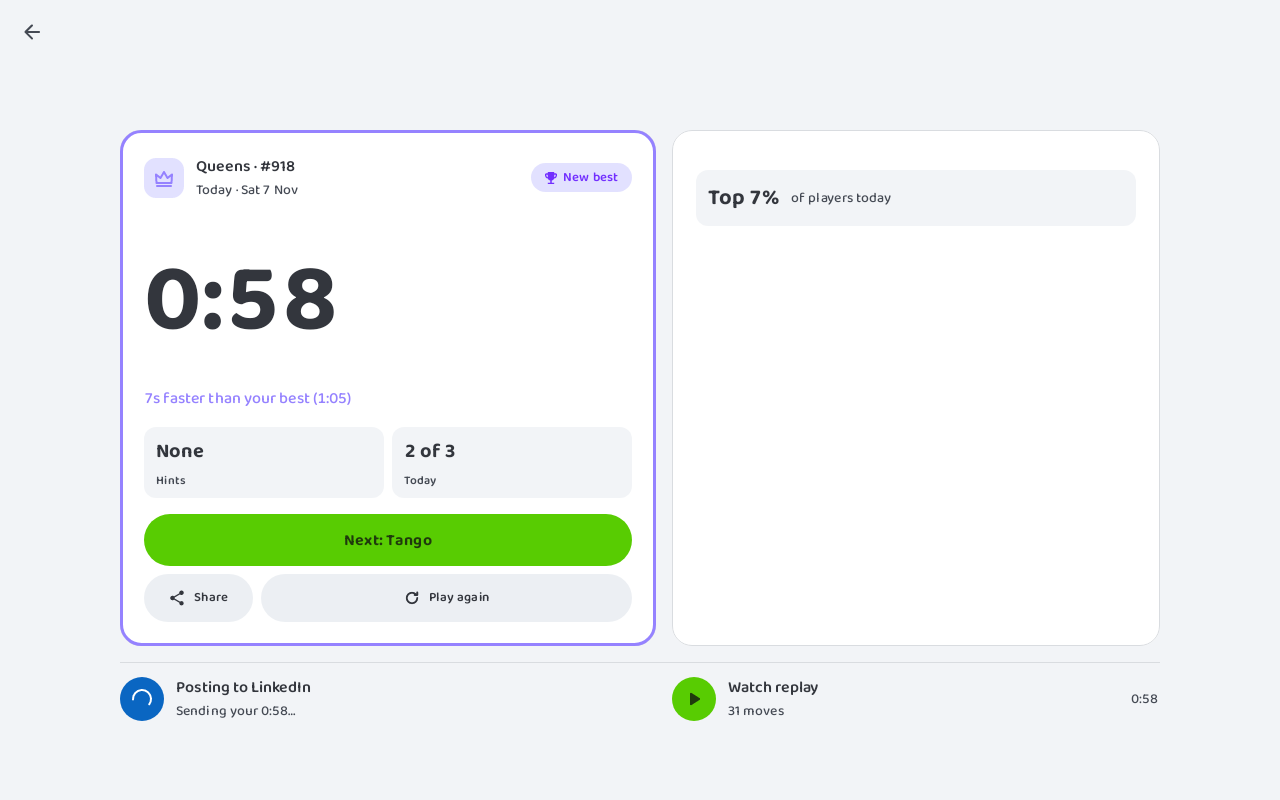 Queens · #918
Today · Sat 7 Nov
New best
0:58
7s faster than your best (1:05)
None
Hints
2 of 3
Today
Next: Tango
Share
Play again
Top 7% of players today
Posting to LinkedIn
Sending your 0:58…
Watch replay
31 moves
0:58